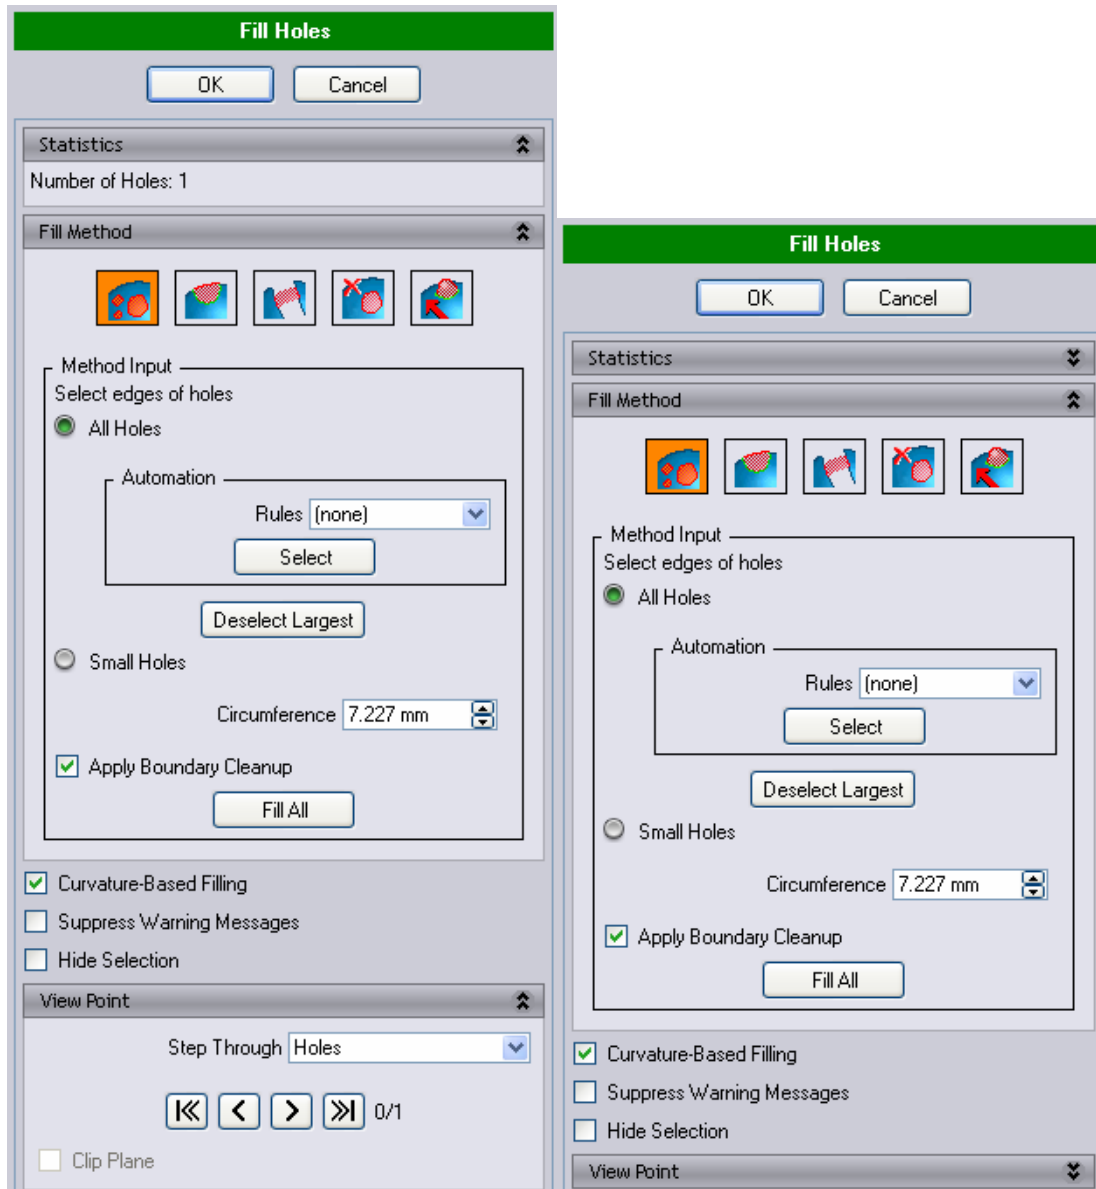 Fill Holes
OK Cancel
Statistics
Number of Holes: 1
Fill Method
Method Input
Select edges of holes
All Holes
Automation
Rules (none)
Select
Deselect Largest
Small Holes
Circumference 7.227 mm
Apply Boundary Cleanup
Fill All
Curvature-Based Filling
Suppress Warning Messages
Hide Selection
View Point
Step Through Holes
0/1
Clip Plane
Fill Holes
OK Cancel
Statistics
Fill Method
Method Input
Select edges of holes
All Holes
Automation
Rules (none)
Select
Deselect Largest
Small Holes
Circumference 7.227 mm
Apply Boundary Cleanup
Fill All
Curvature-Based Filling
Suppress Warning Messages
Hide Selection
View Point